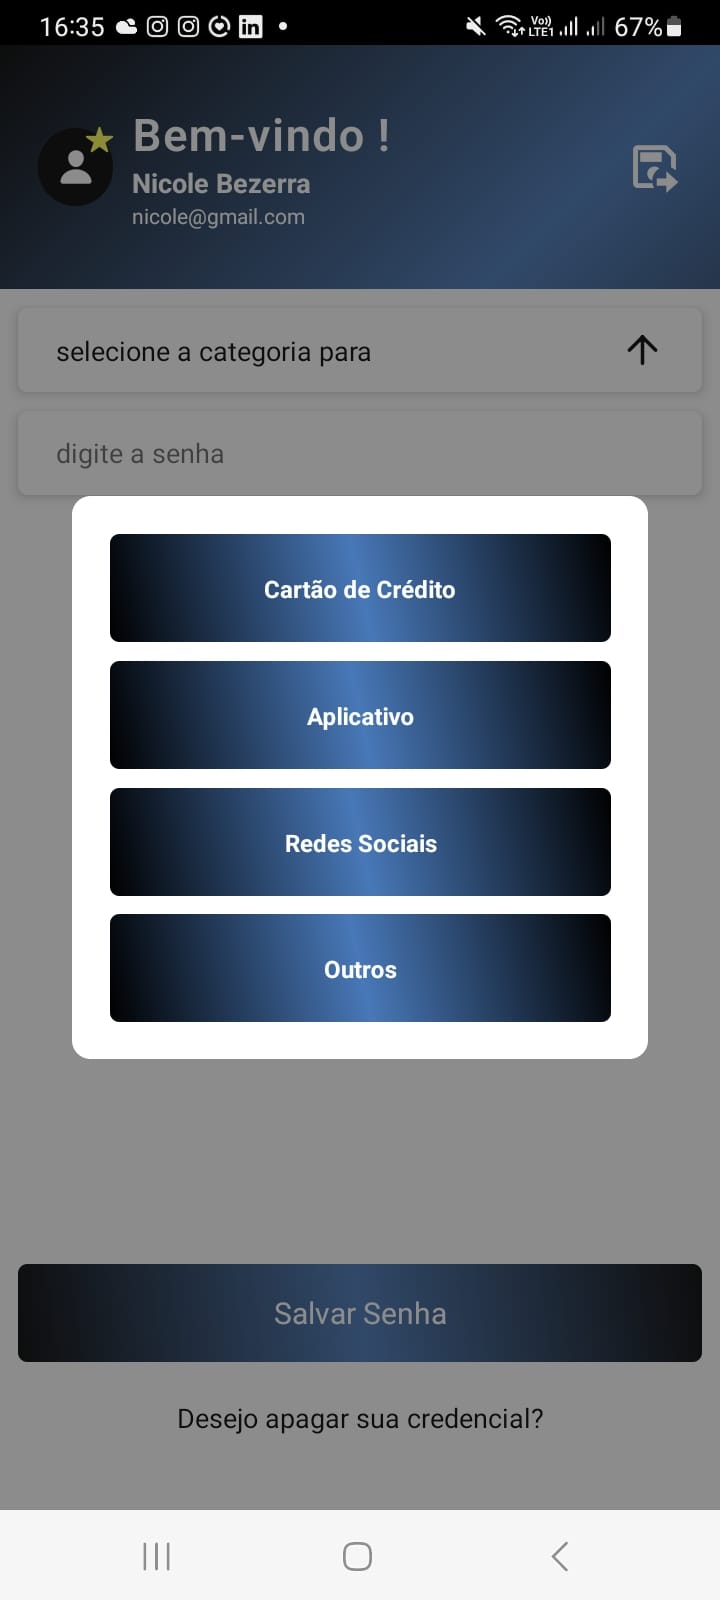 16:35 in Vo)) LTE1 67%
Bem-vindo !
Nicole Bezerra
nicole@gmail.com
selecione a categoria para
digite a senha
Cartão de Crédito
Aplicativo
Redes Sociais
Outros
Salvar Senha
Desejo apagar sua credencial?